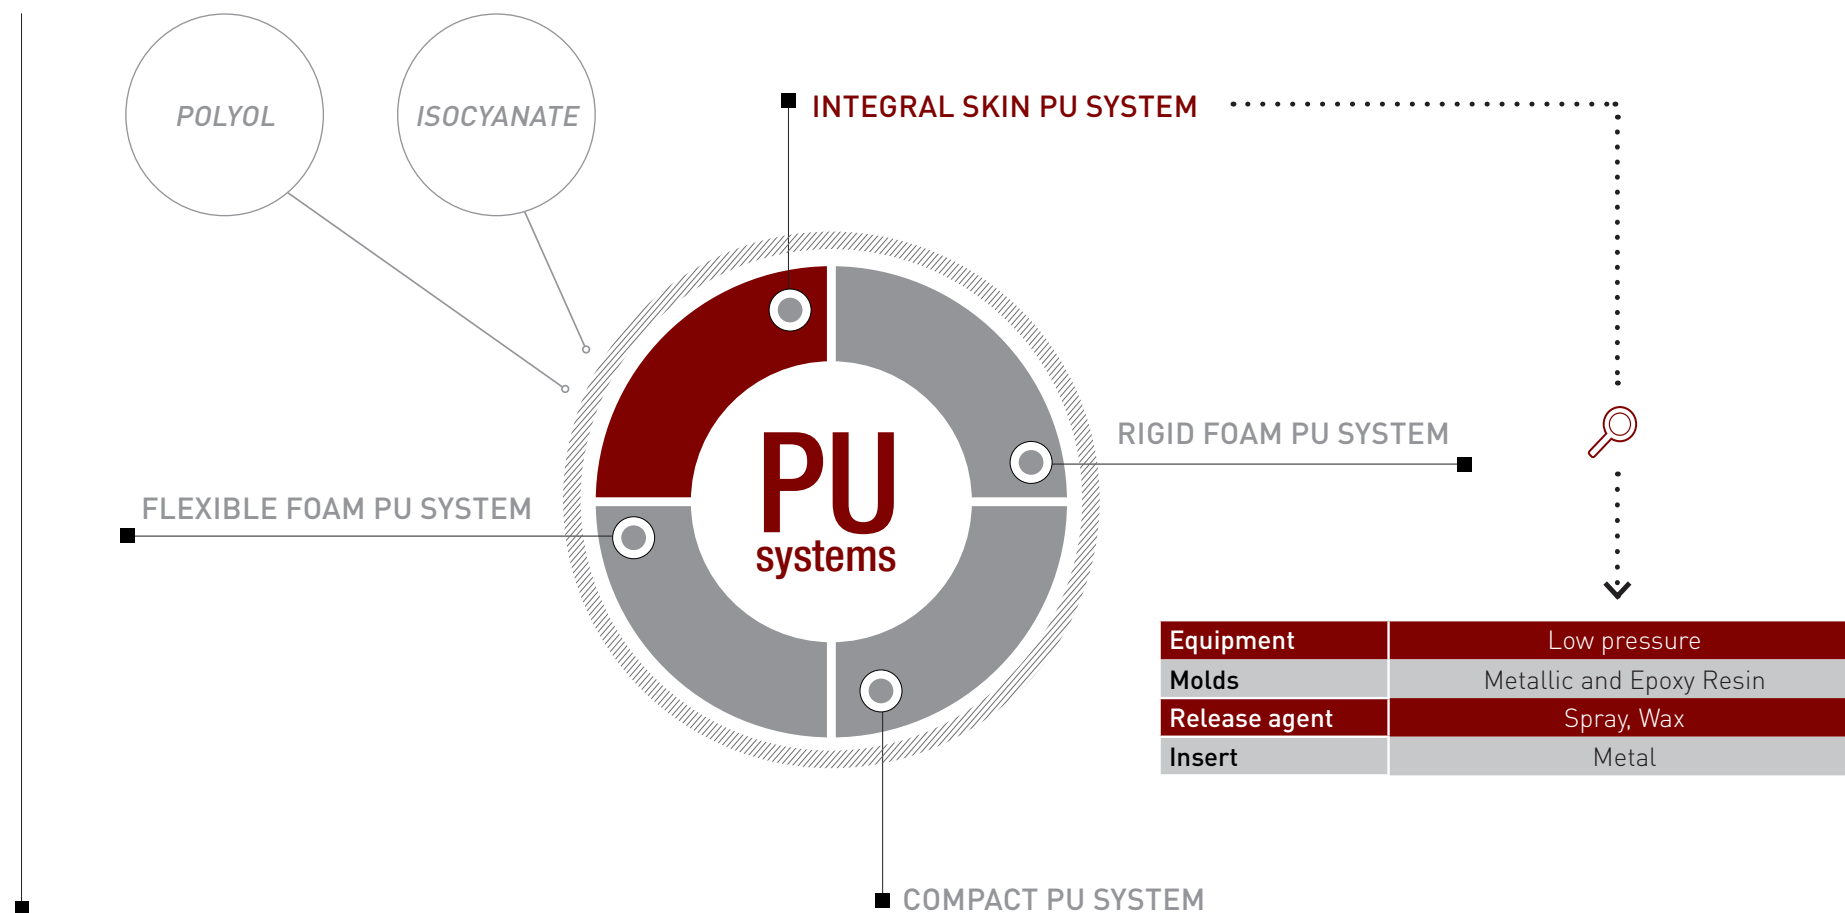 POLYOL
ISOCYANATE
INTEGRAL SKIN PU SYSTEM
RIGID FOAM PU SYSTEM
FLEXIBLE FOAM PU SYSTEM
PU
systems
Equipment Low pressure
Molds Metallic and Epoxy Resin
Release agent Spray, Wax
Insert Metal
COMPACT PU SYSTEM